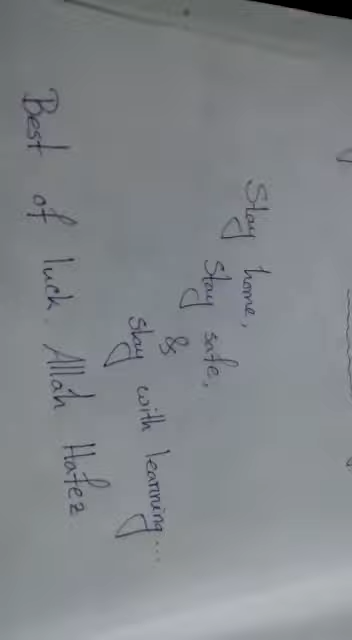 Stay home,
Stay safe,
&
Stay with learning...
Best of luck. Allah Hafez